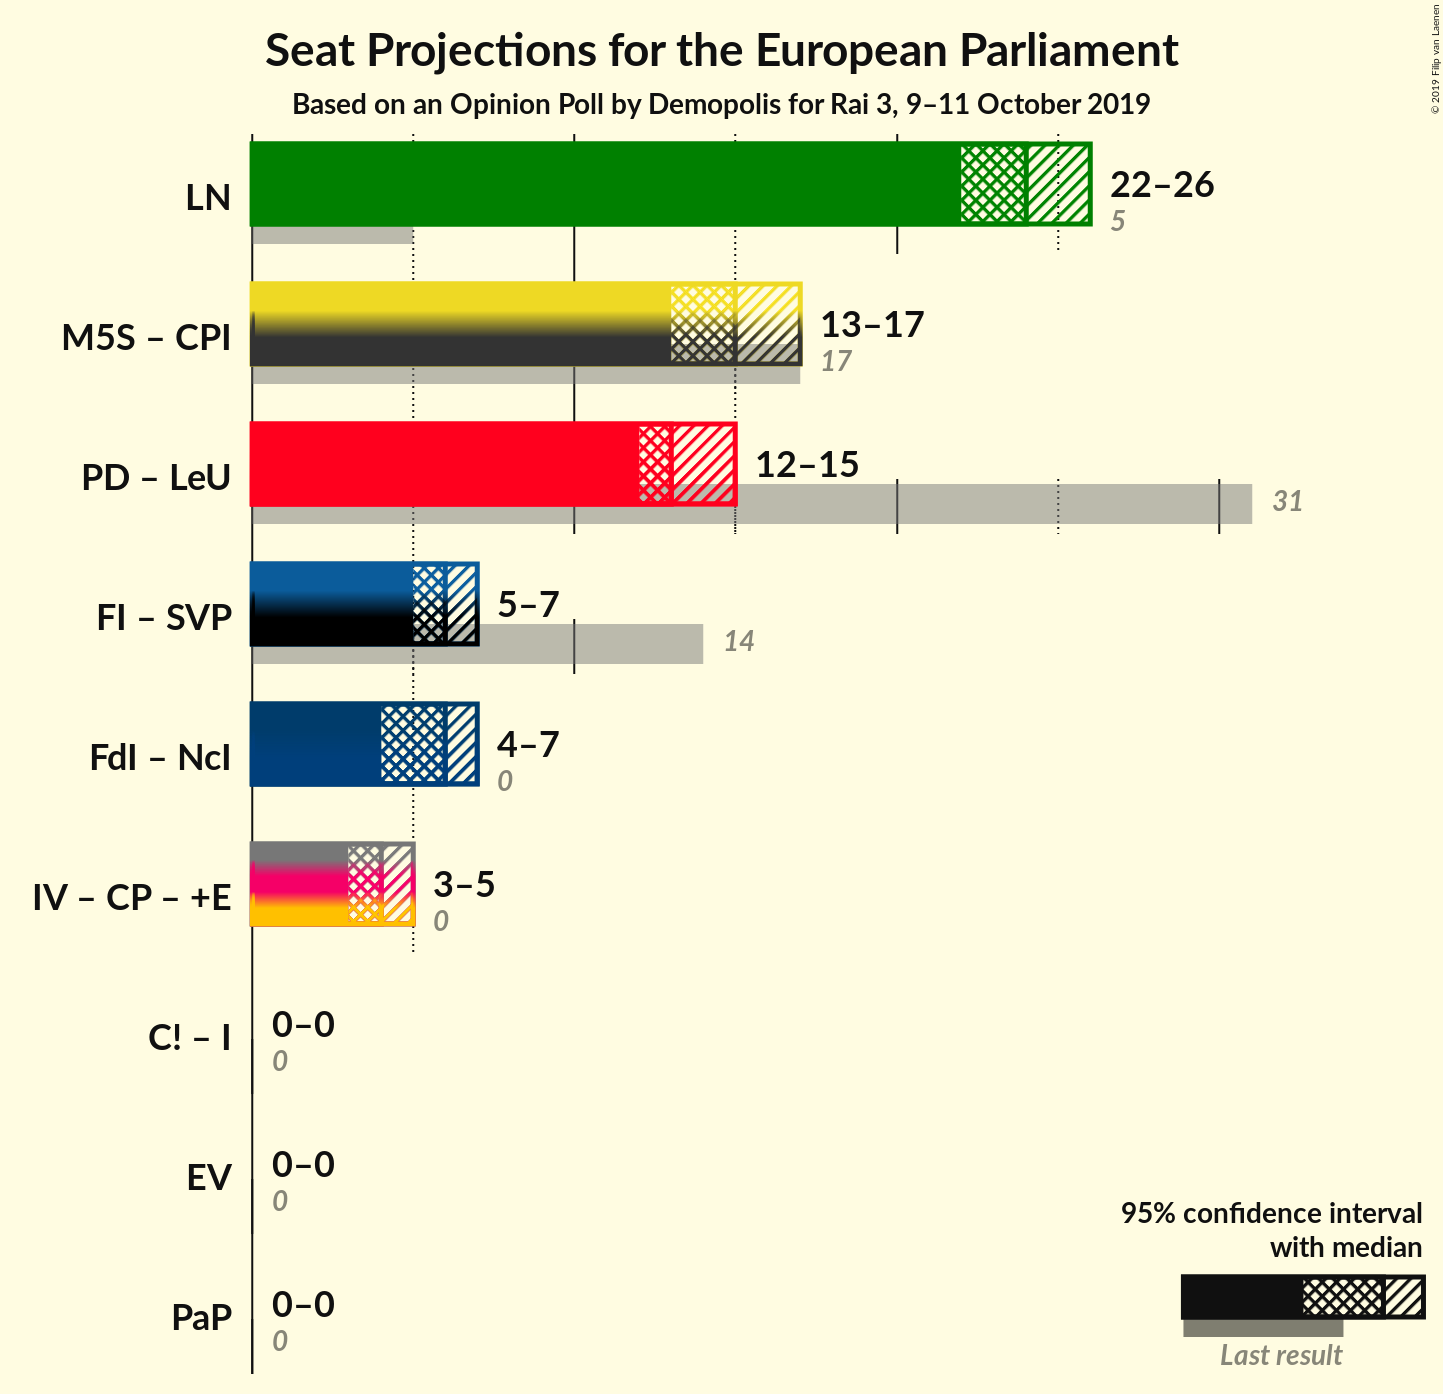 Seat Projections for the European Parliament
Based on an Opinion Poll by Demopolis for Rai 3, 9–11 October 2019
© 2019 Filip van Laenen
LN
22–26
5
M5S – CPI
13–17
17
PD – LeU
12–15
31
FI – SVP
5–7
14
FdI – NcI
4–7
0
IV – CP – +E
3–5
0
C! – I
0–0
0
EV
0–0
0
PaP
0–0
0
95% confidence interval
with median
Last result